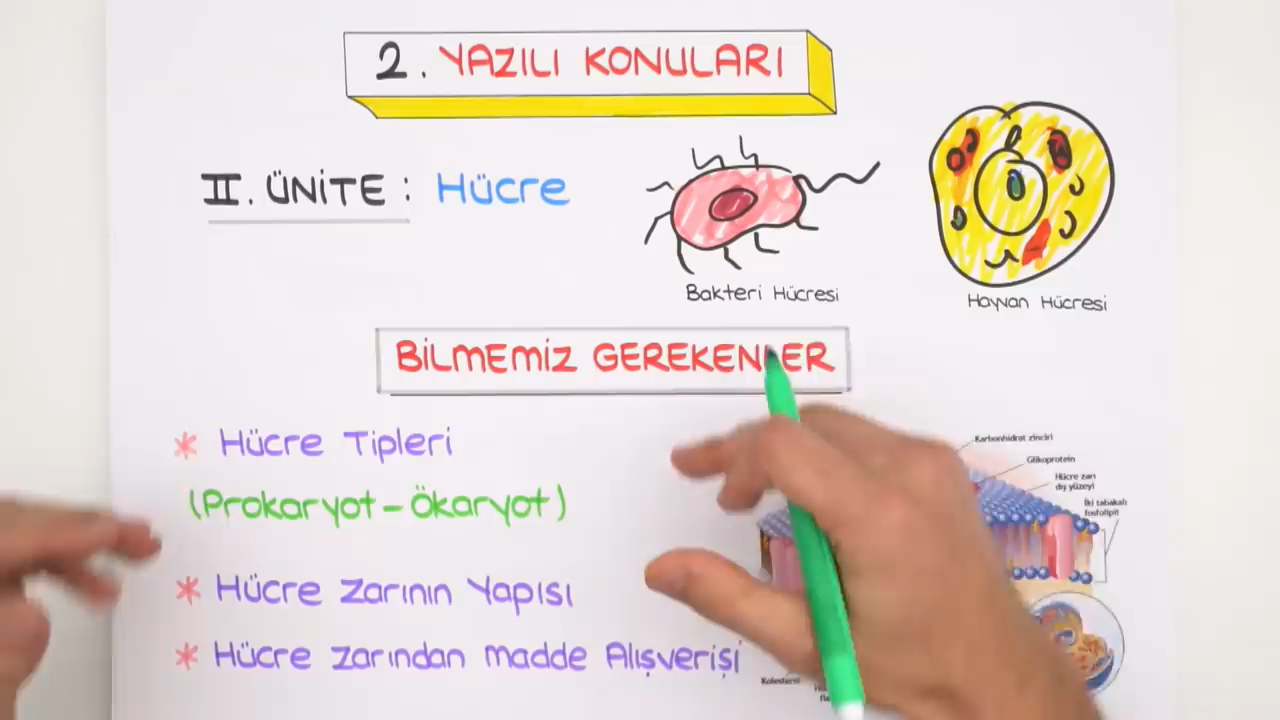 2. YAZILI KONULARI
II. ÜNİTE : Hücre
Bakteri Hücresi
Hayvan Hücresi
BİLMEMİZ GEREKENLER
* Hücre Tipleri
(Prokaryot - Ökaryot)
* Hücre Zarının Yapısı
* Hücre Zarından Madde Alışverişi
Karbonhidrat zinciri
Glikoprotein
Hücre zarı
dış yüzeyi
İki tabakalı
fosfolipit
Kolesterol